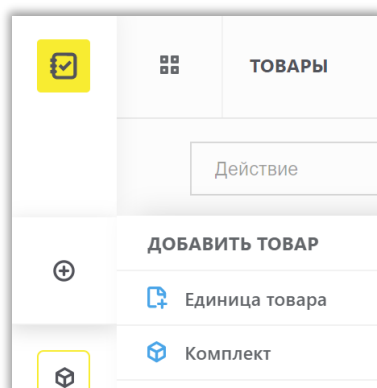 ТОВАРЫ
Действие
ДОБАВИТЬ ТОВАР
Единица товара
Комплект